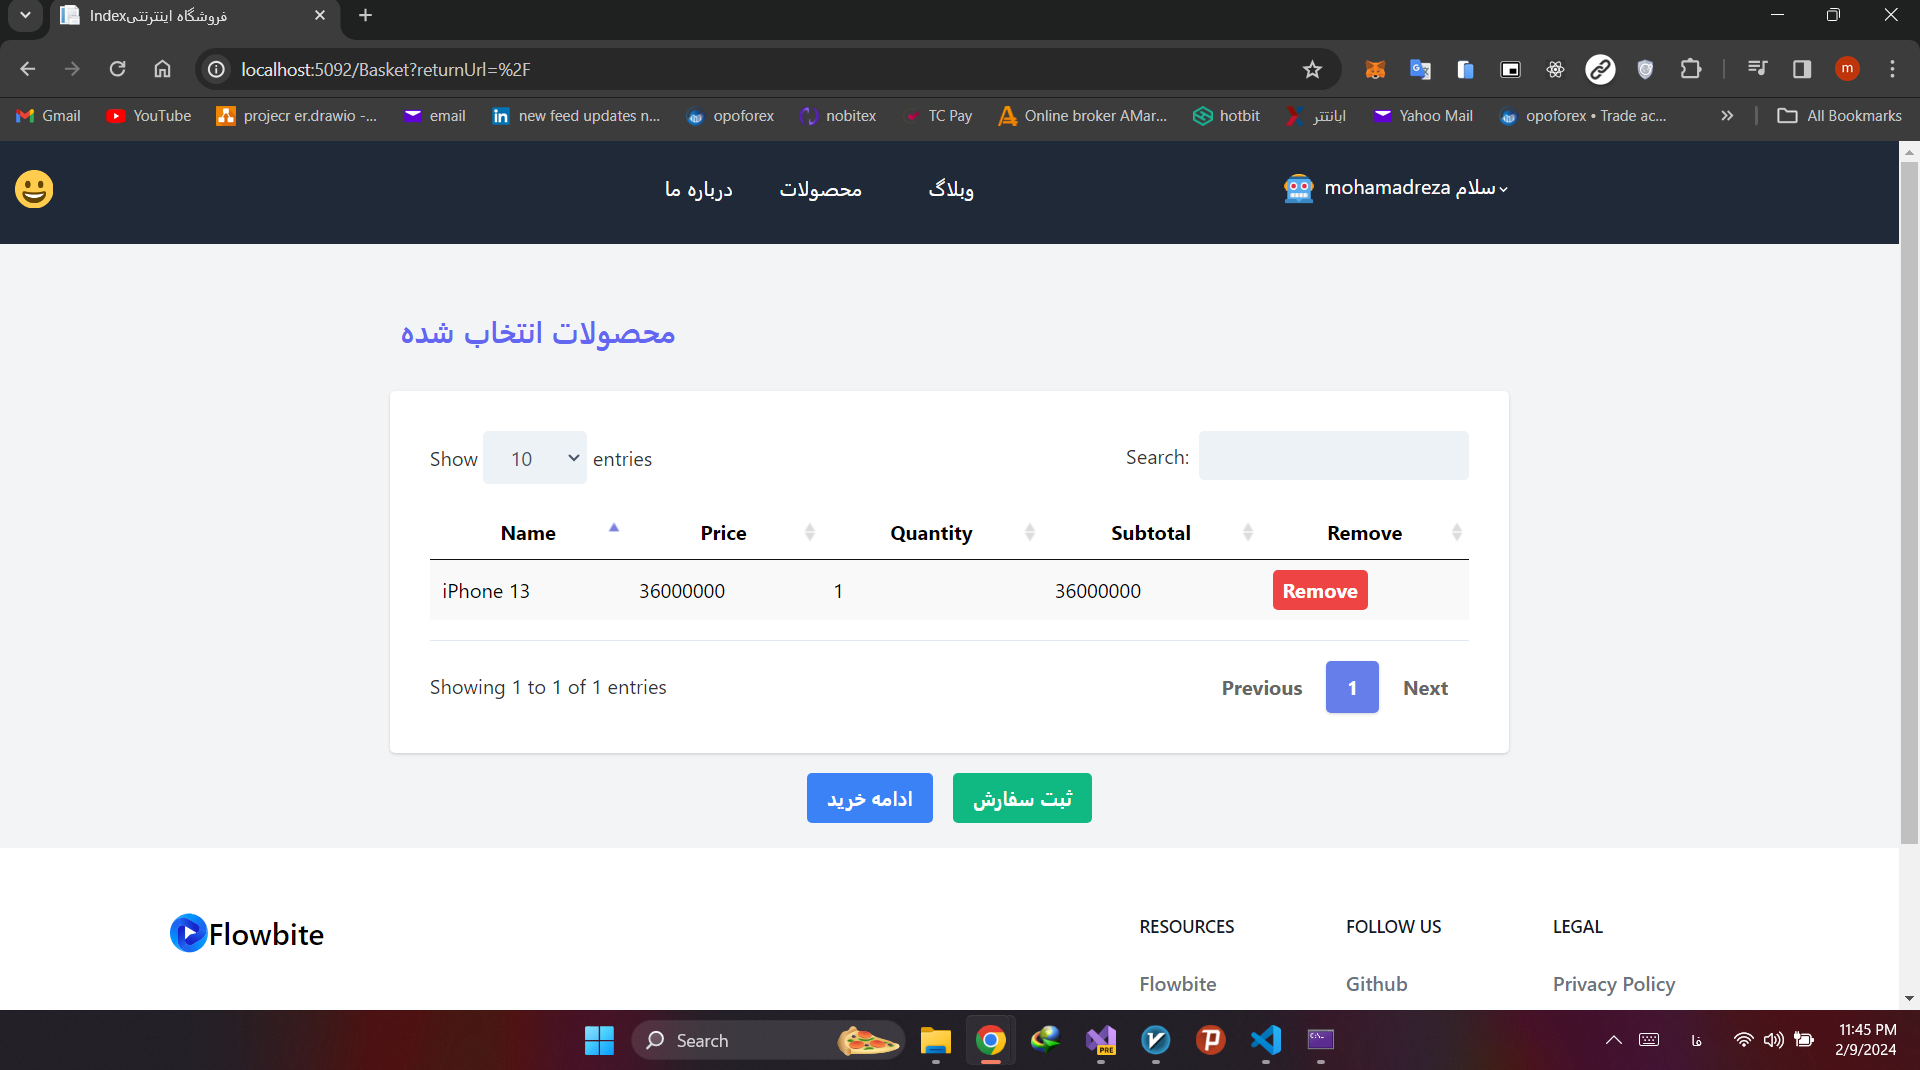 Indexفروشگاه اینترنتی
localhost:5092/Basket?returnUrl=%2F
m
Gmail
YouTube
projecr er.drawio -...
email
new feed updates n...
opoforex
nobitex
TC Pay
Online broker AMar...
hotbit
ابانتتر
Yahoo Mail
opoforex • Trade ac...
All Bookmarks
درباره ما
محصولات
وبلاگ
mohamadreza سلام
محصولات انتخاب شده
Show 10 entries
Search:
Name Price Quantity Subtotal Remove
iPhone 13 36000000 1 36000000 Remove
Showing 1 to 1 of 1 entries
Previous 1 Next
ادامه خرید
ثبت سفارش
Flowbite
RESOURCES FOLLOW US LEGAL
Flowbite Github Privacy Policy
Search
PRE
فا
11:45 PM
2/9/2024